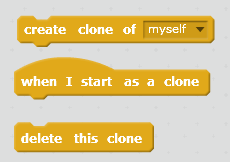 create clone of myself
when I start as a clone
delete this clone